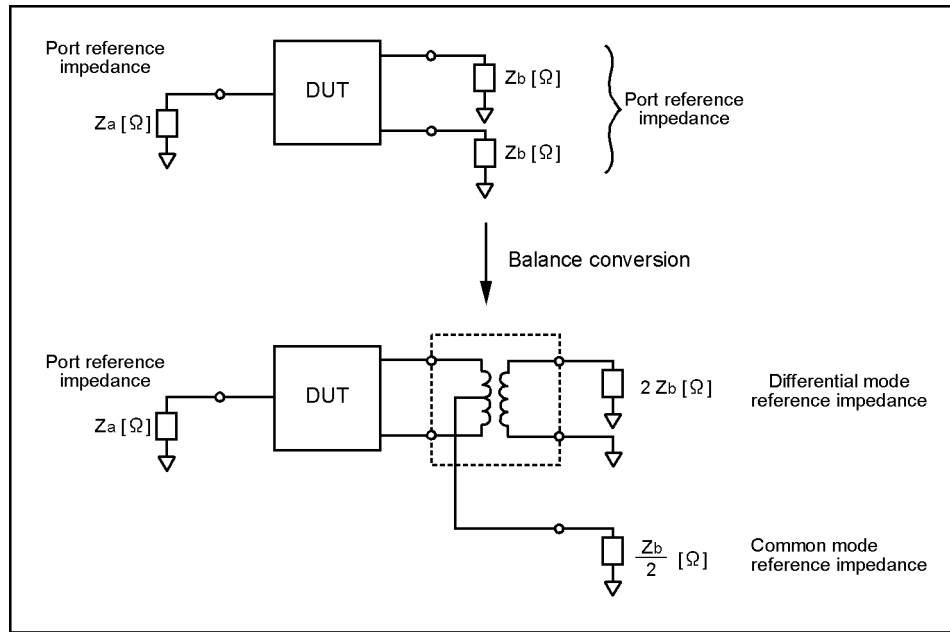 Port reference
impedance
Za [Ω]
DUT
Zb [Ω]
Zb [Ω]
Port reference
impedance
Balance conversion
Port reference
impedance
Za [Ω]
DUT
2 Zb [Ω]
Differential mode
reference impedance
Zb
2
[Ω]
Common mode
reference impedance